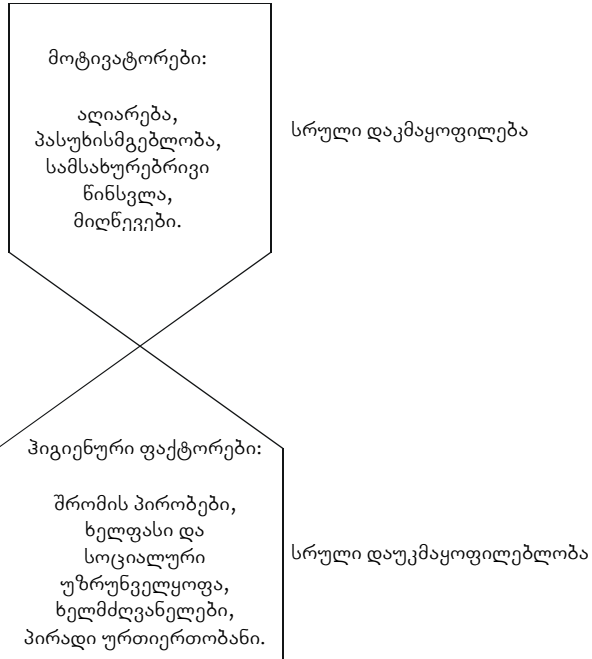 მოტივატორები:
აღიარება,
პასუხისმგებლობა,
სამსახურებრივი
წინსვლა,
მიღწევები.
სრული დაკმაყოფილება
ჰიგიენური ფაქტორები:
შრომის პირობები,
ხელფასი და
სოციალური
უზრუნველყოფა,
ხელმძღვანელები,
პირადი ურთიერთობანი.
სრული დაუკმაყოფილებლობა